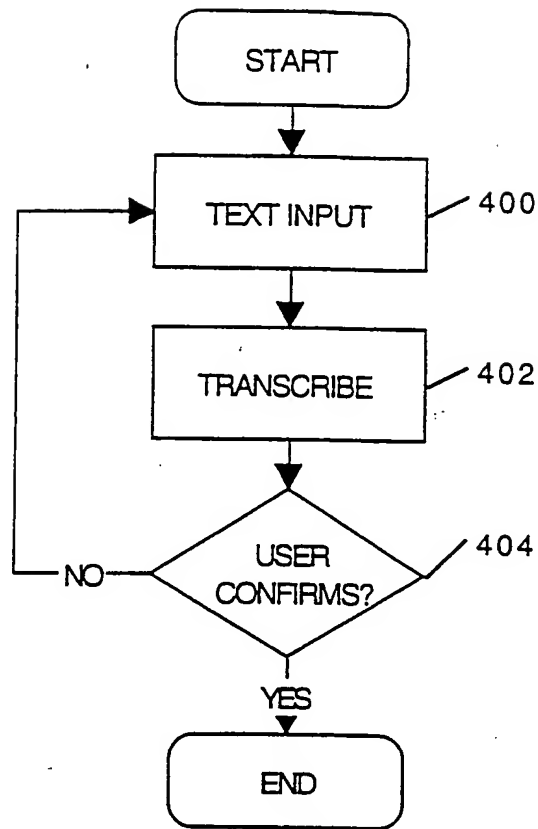 START
TEXT INPUT
400
TRANSCRIBE
402
USER
CONFIRMS?
404
NO
YES
END